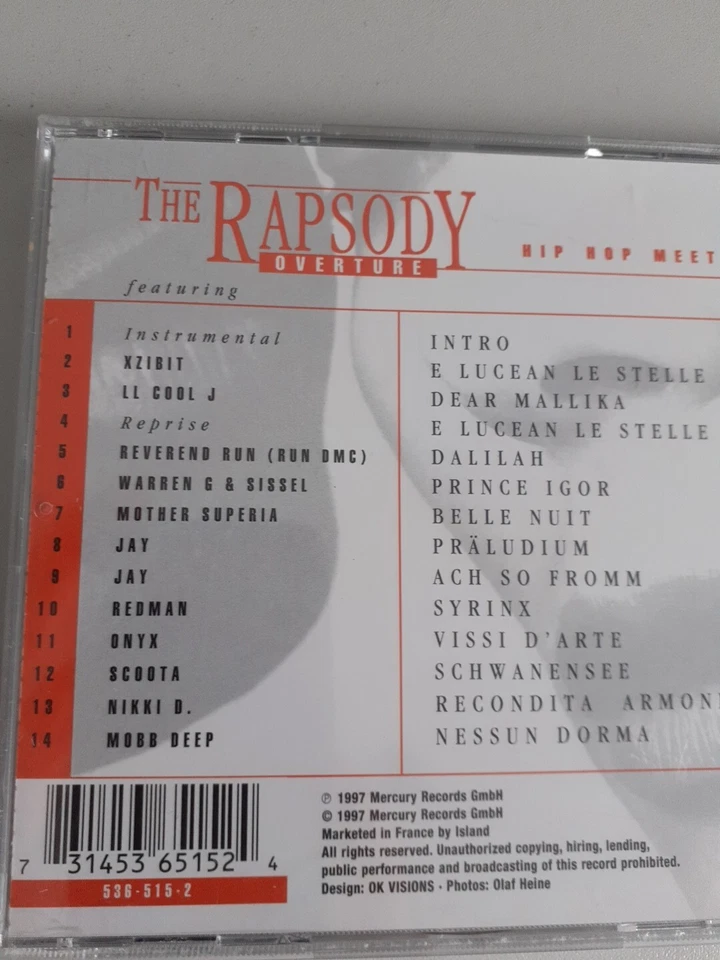 THE RAPSODY
OVERTURE
HIP HOP MEET
featuring
1 Instrumental INTRO
2 XZIBIT E LUCEAN LE STELLE
3 LL COOL J DEAR MALLIKA
4 Reprise E LUCEAN LE STELLE
5 REVEREND RUN (RUN DMC) DALILAH
6 WARREN G & SISSEL PRINCE IGOR
7 MOTHER SUPERIA BELLE NUIT
8 JAY PRÄLUDIUM
9 JAY ACH SO FROMM
10 REDMAN SYRINX
11 ONYX VISSI D'ARTE
12 SCOOTA SCHWANENSEE
13 NIKKI D. RECONDITA ARMONI
14 MOBB DEEP NESSUN DORMA
7 31453 65152 4
536-515-2
℗ 1997 Mercury Records GmbH
© 1997 Mercury Records GmbH
Marketed in France by Island
All rights reserved. Unauthorized copying, hiring, lending,
public performance and broadcasting of this record prohibited.
Design: OK VISIONS · Photos: Olaf Heine